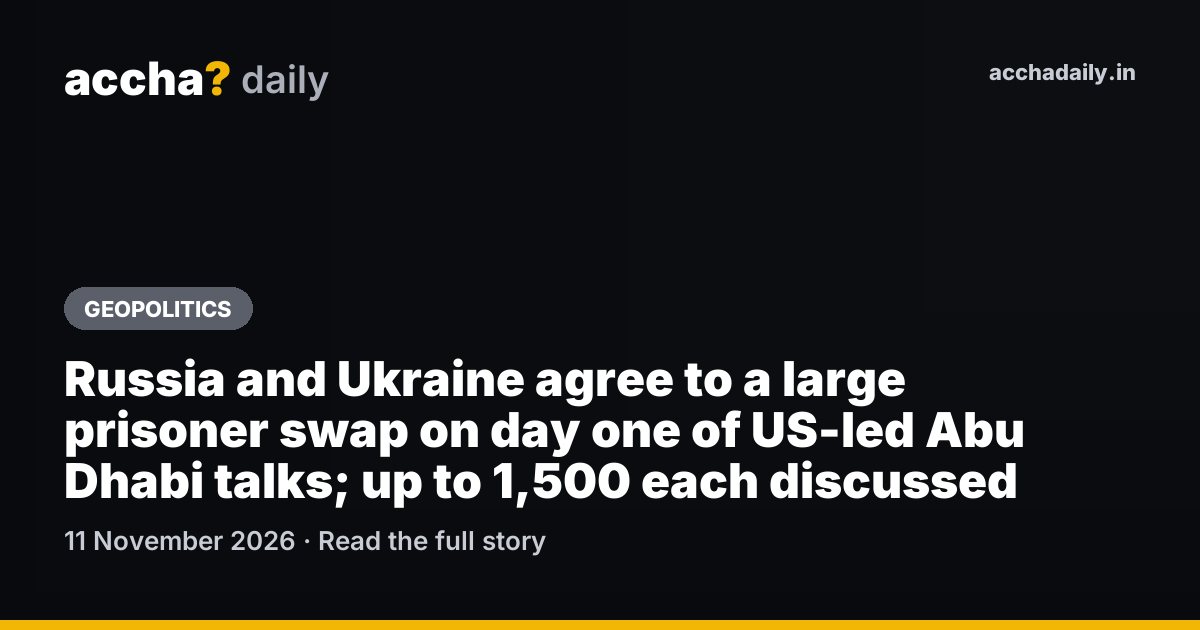 accha? daily
acchadaily.in
GEOPOLITICS
Russia and Ukraine agree to a large
prisoner swap on day one of US-led Abu
Dhabi talks; up to 1,500 each discussed
11 November 2026 · Read the full story